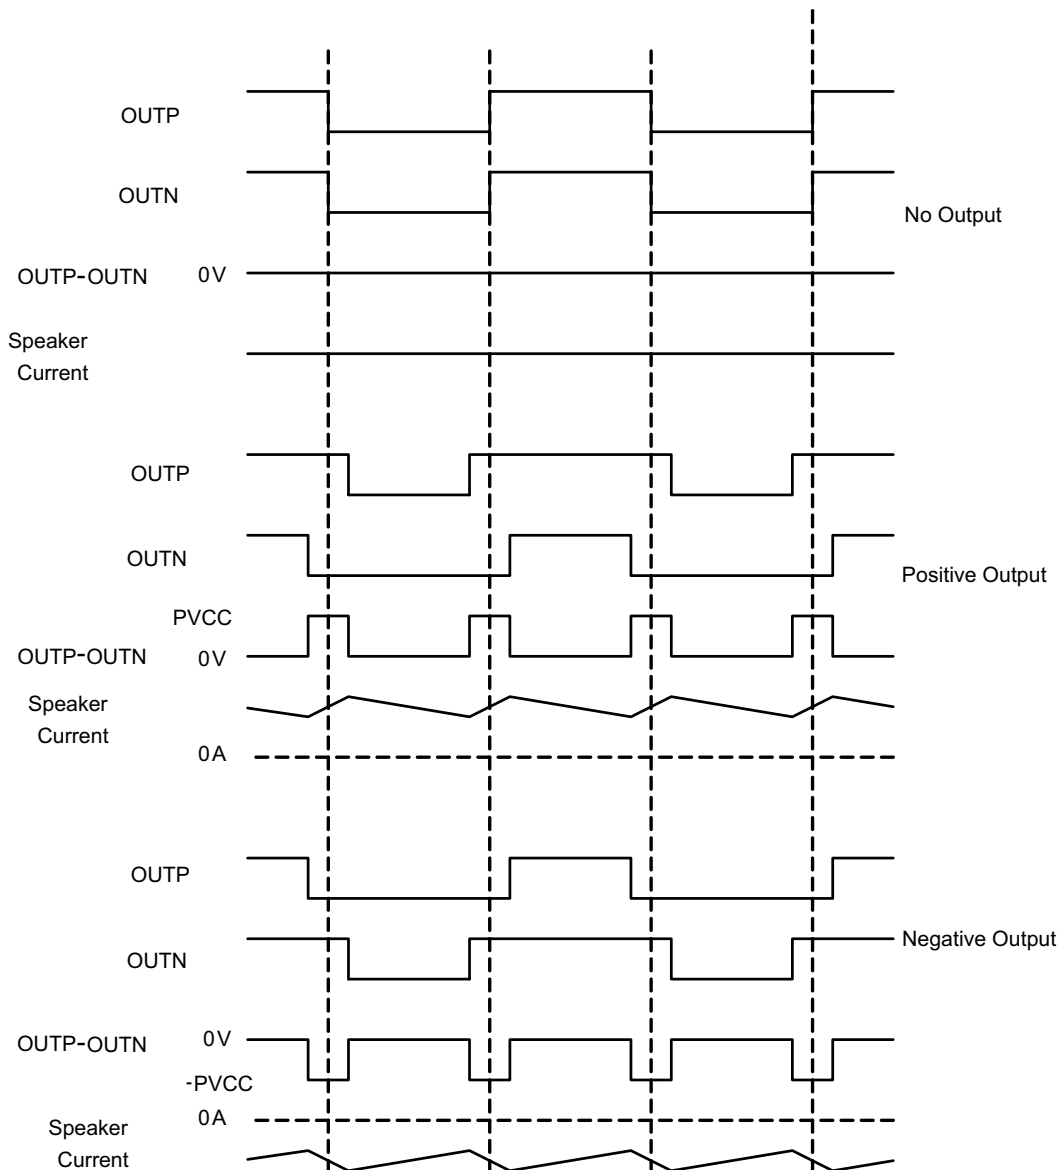 OUTP
OUTN
No Output
OUTP-OUTN 0V
Speaker
Current
OUTP
OUTN
Positive Output
PVCC
OUTP-OUTN 0V
Speaker
Current
0A
OUTP
Negative Output
OUTN
0V
OUTP-OUTN
-PVCC
0A
Speaker
Current